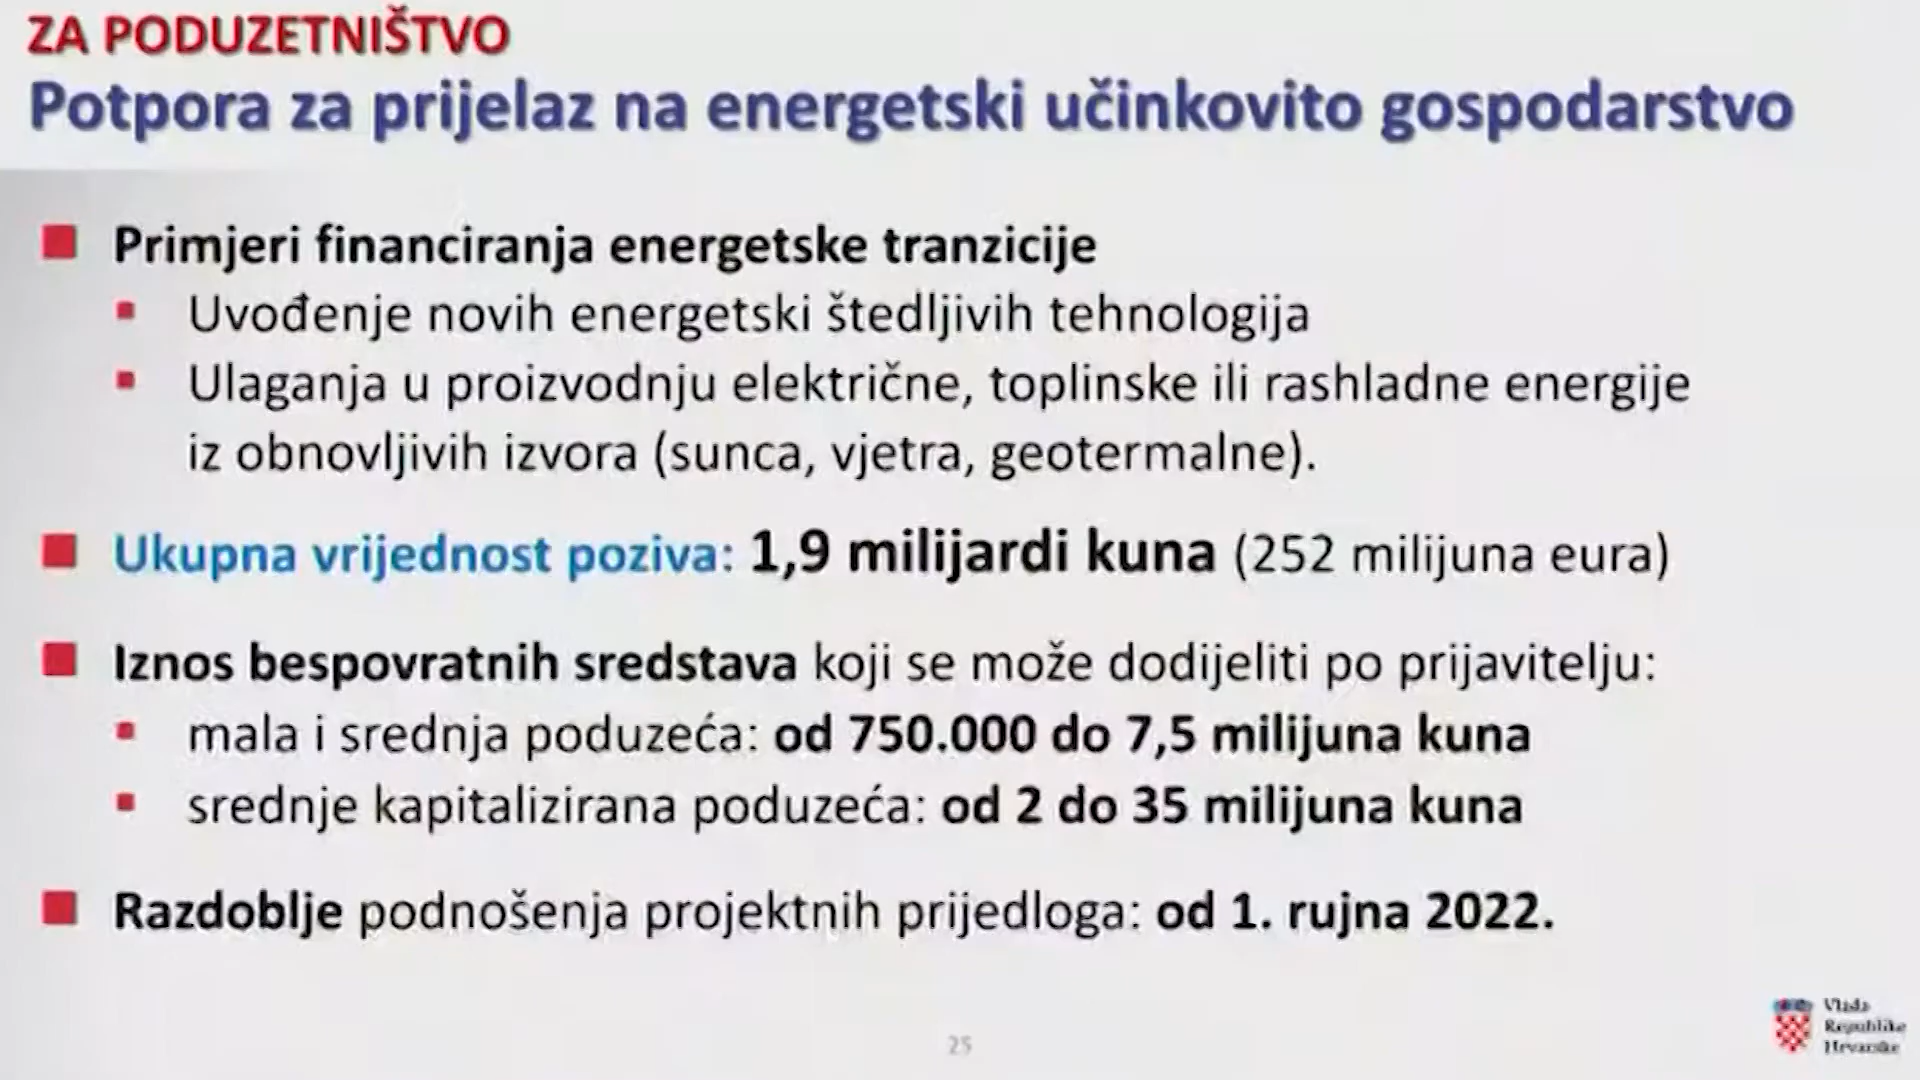 ZA PODUZETNIŠTVO
Potpora za prijelaz na energetski učinkovito gospodarstvo
Primjeri financiranja energetske tranzicije
Uvođenje novih energetski štedljivih tehnologija
Ulaganja u proizvodnju električne, toplinske ili rashladne energije
iz obnovljivih izvora (sunca, vjetra, geotermalne).
Ukupna vrijednost poziva: 1,9 milijardi kuna (252 milijuna eura)
Iznos bespovratnih sredstava koji se može dodijeliti po prijavitelju:
mala i srednja poduzeća: od 750.000 do 7,5 milijuna kuna
srednje kapitalizirana poduzeća: od 2 do 35 milijuna kuna
Razdoblje podnošenja projektnih prijedloga: od 1. rujna 2022.
25
Vlada
Republike
Hrvatske